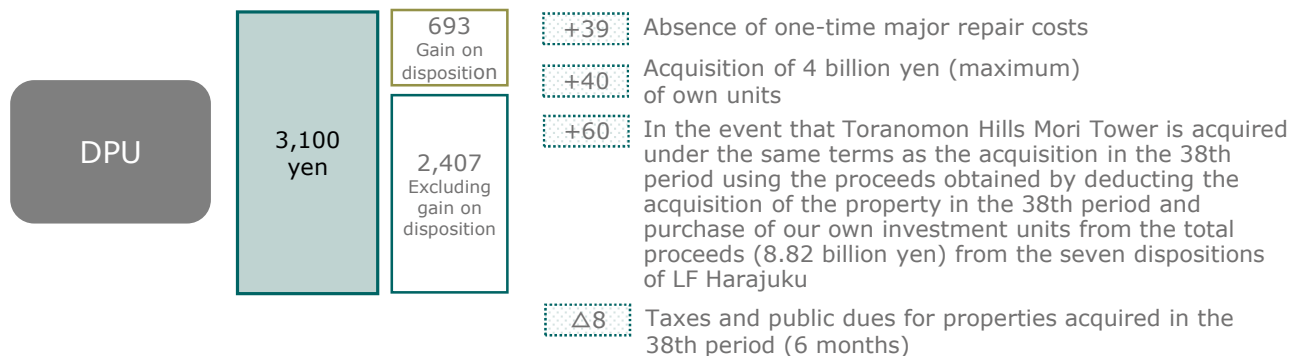 DPU
3,100
yen
693
Gain on
disposition
2,407
Excluding
gain on
disposition
+39 Absence of one-time major repair costs
+40 Acquisition of 4 billion yen (maximum)
of own units
+60 In the event that Toranomon Hills Mori Tower is acquired
under the same terms as the acquisition in the 38th
period using the proceeds obtained by deducting the
acquisition of the property in the 38th period and
purchase of our own investment units from the total
proceeds (8.82 billion yen) from the seven dispositions
of LF Harajuku
△8 Taxes and public dues for properties acquired in the
38th period (6 months)